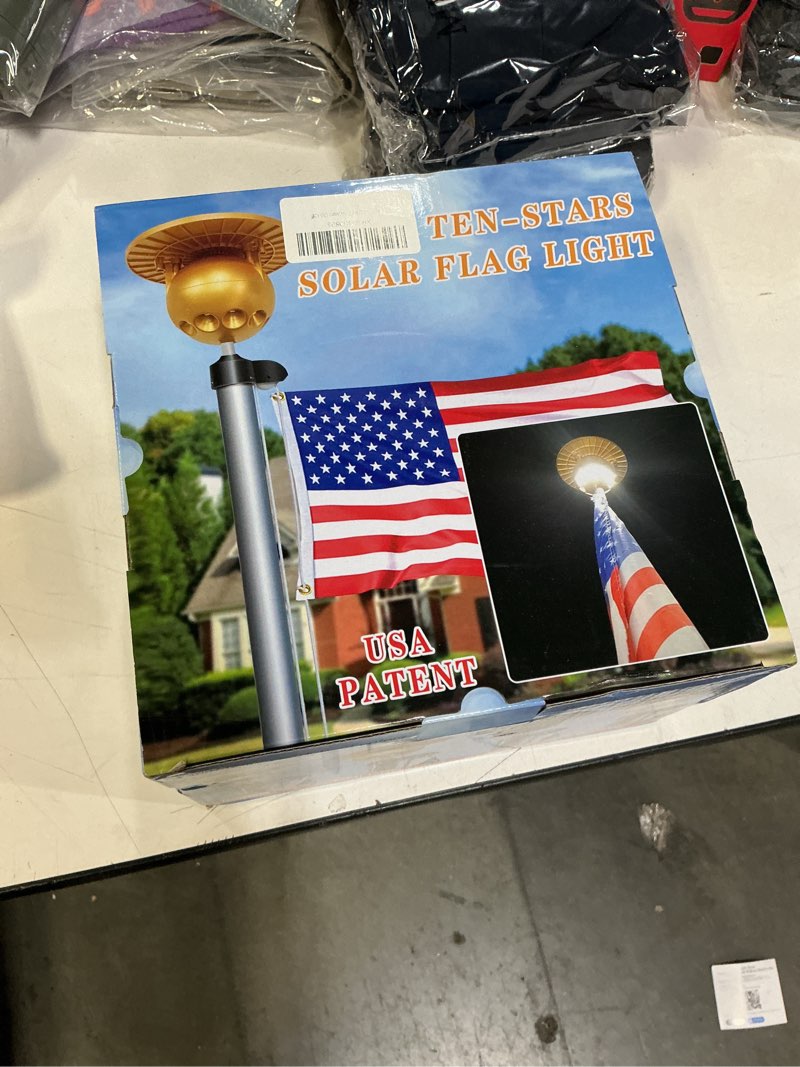 TEN-STARS
SOLAR FLAG LIGHT
USA
PATENT